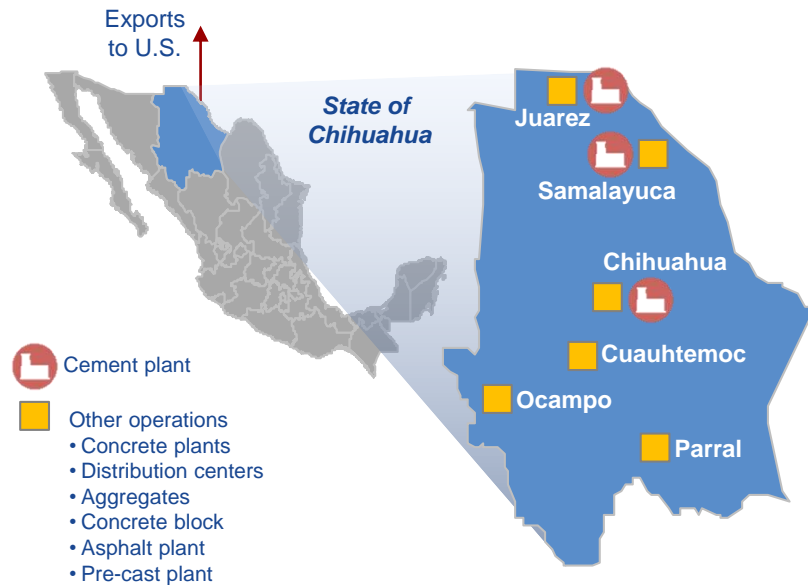 Exports
to U.S.
State of
Chihuahua
Juarez
Samalayuca
Chihuahua
Cuauhtemoc
Ocampo
Parral
Cement plant
Other operations
• Concrete plants
• Distribution centers
• Aggregates
• Concrete block
• Asphalt plant
• Pre-cast plant